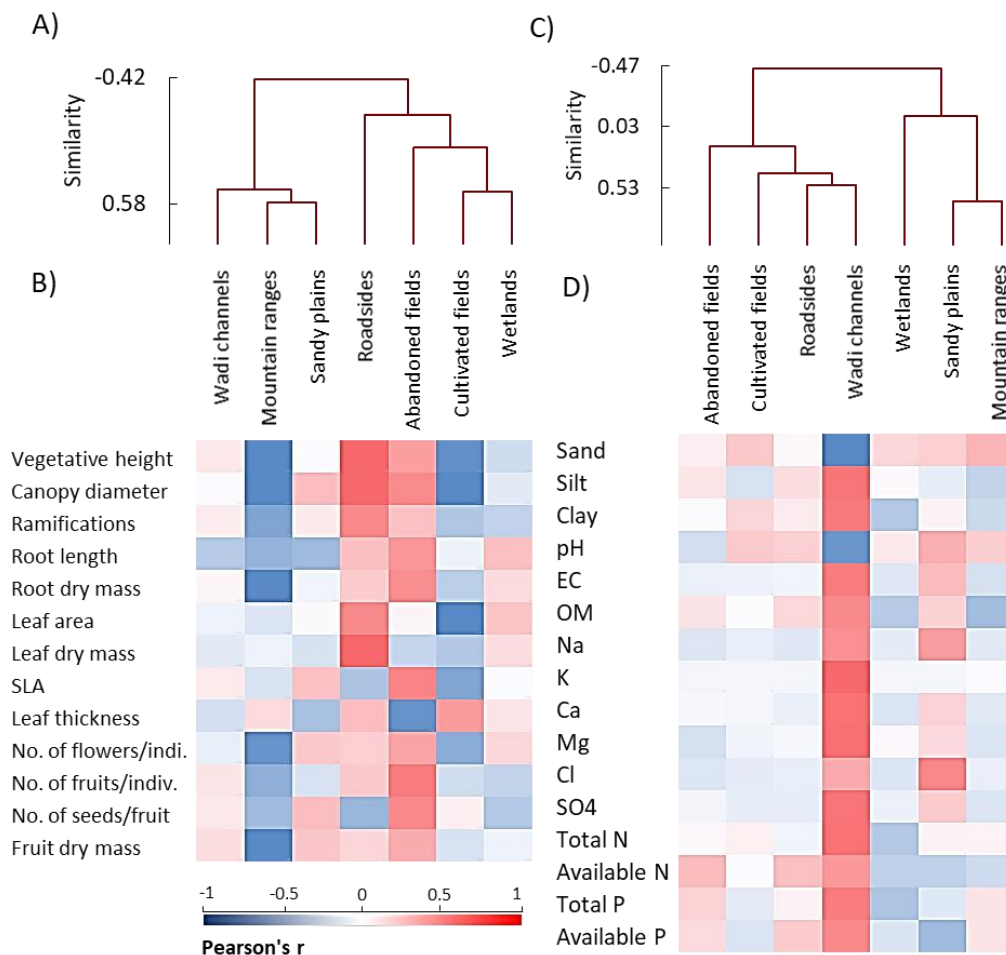 A)
-0.42
Similarity
0.58
Wadi channels
Mountain ranges
Sandy plains
Roadsides
Abandoned fields
Cultivated fields
Wetlands
B)
Vegetative height
Canopy diameter
Ramifications
Root length
Root dry mass
Leaf area
Leaf dry mass
SLA
Leaf thickness
No. of flowers/indi.
No. of fruits/indiv.
No. of seeds/fruit
Fruit dry mass
-1 -0.5 0 0.5 1
Pearson's r
C)
-0.47
0.03
Similarity
0.53
Abandoned fields
Cultivated fields
Roadsides
Wadi channels
Wetlands
Sandy plains
Mountain ranges
D)
Sand
Silt
Clay
pH
EC
OM
Na
K
Ca
Mg
Cl
SO4
Total N
Available N
Total P
Available P